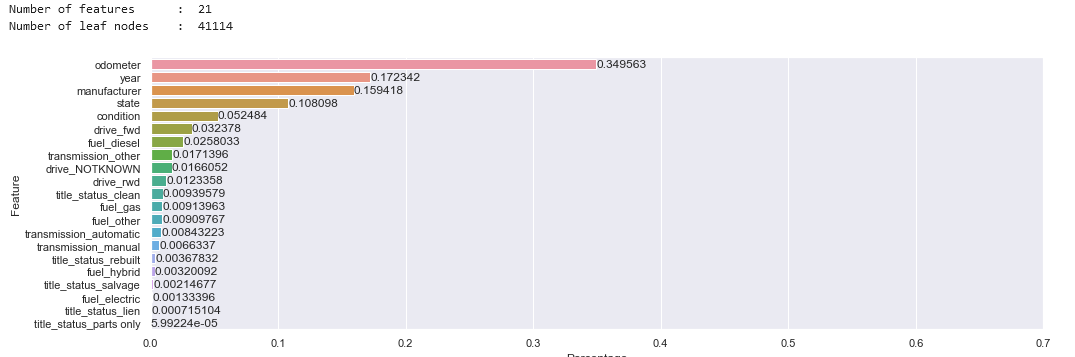 Number of features : 21
Number of leaf nodes : 41114
Feature
odometer 0.349563
year 0.172342
manufacturer 0.159418
state 0.108098
condition 0.052484
drive_fwd 0.032378
fuel_diesel 0.0258033
transmission_other 0.0171396
drive_NOTKNOWN 0.0166052
drive_rwd 0.0123358
title_status_clean 0.00939579
fuel_gas 0.00913963
fuel_other 0.00909767
transmission_automatic 0.00843223
transmission_manual 0.0066337
title_status_rebuilt 0.00367832
fuel_hybrid 0.00320092
title_status_salvage 0.00214677
fuel_electric 0.00133396
title_status_lien 0.000715104
title_status_parts only 5.99224e-05
0.0 0.1 0.2 0.3 0.4 0.5 0.6 0.7
Percentage